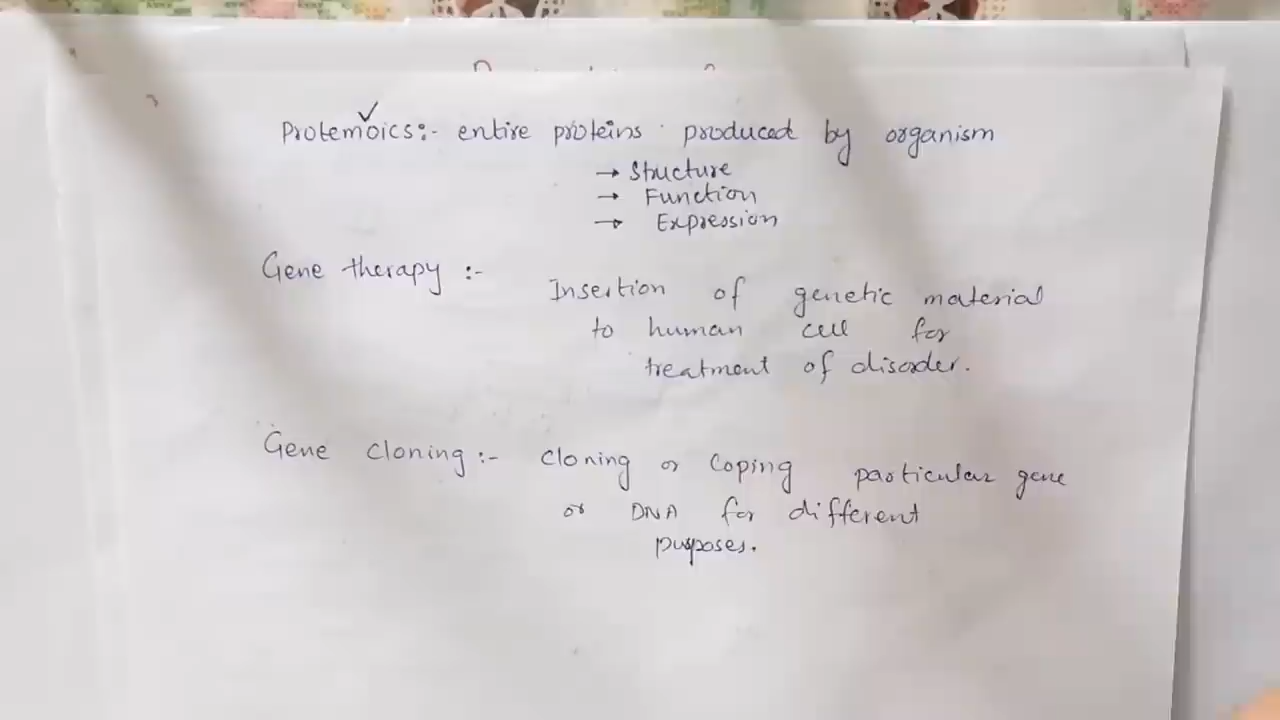 Protemoics:- entire proteins produced by organism
→ Structure
→ Function
→ Expression
Gene therapy :-
Insertion of genetic material
to human cell for
treatment of disorder.
Gene cloning:- cloning or Coping particular gene
or DNA for different
purposes.